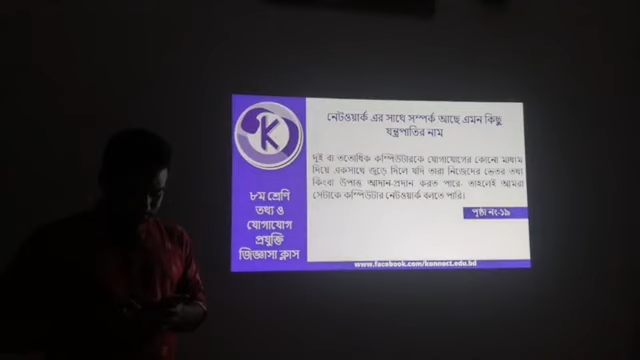 K
নেটওয়ার্ক এর সাথে সম্পর্ক আছে এমন কিছু
যন্ত্রপাতির নাম
দুই বা ততোধিক কম্পিউটারকে যোগাযোগের কোনো মাধ্যম
দিয়ে একসাথে জুড়ে দিলে যদি তারা নিজেদের ভেতর তথ্য
কিংবা উপাত্ত আদান-প্রদান করত পারে- তাহলেই আমরা
সেটাকে কম্পিউটার নেটওয়ার্ক বলতে পারি।
পৃষ্ঠা নং-১৯
৮ম শ্রেণি
তথ্য ও
যোগাযোগ
প্রযুক্তি
জিজ্ঞাসা ক্লাস
www.facebook.com/konnect.edu.bd